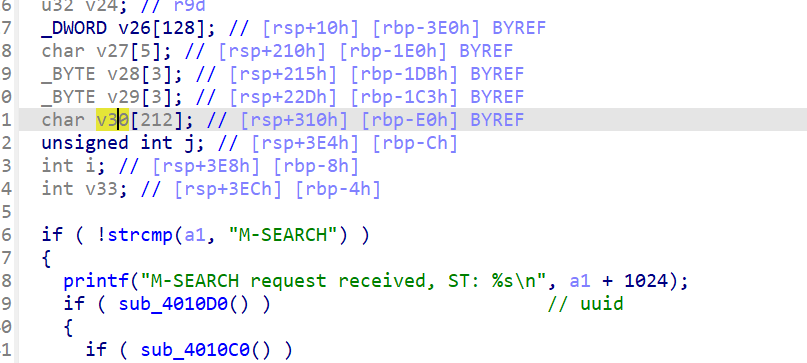 6 u32 v24; // r9d
7 _DWORD v26[128]; // [rsp+10h] [rbp-3E0h] BYREF
8 char v27[5]; // [rsp+210h] [rbp-1E0h] BYREF
9 _BYTE v28[3]; // [rsp+215h] [rbp-1DBh] BYREF
0 _BYTE v29[3]; // [rsp+22Dh] [rbp-1C3h] BYREF
1 char v30[212]; // [rsp+310h] [rbp-E0h] BYREF
2 unsigned int j; // [rsp+3E4h] [rbp-Ch]
3 int i; // [rsp+3E8h] [rbp-8h]
4 int v33; // [rsp+3ECh] [rbp-4h]
5
6 if ( !strcmp(a1, "M-SEARCH") )
7 {
8 printf("M-SEARCH request received, ST: %s\n", a1 + 1024);
9 if ( sub_4010D0() ) // uuid
0 {
1 if ( sub_4010C0() )